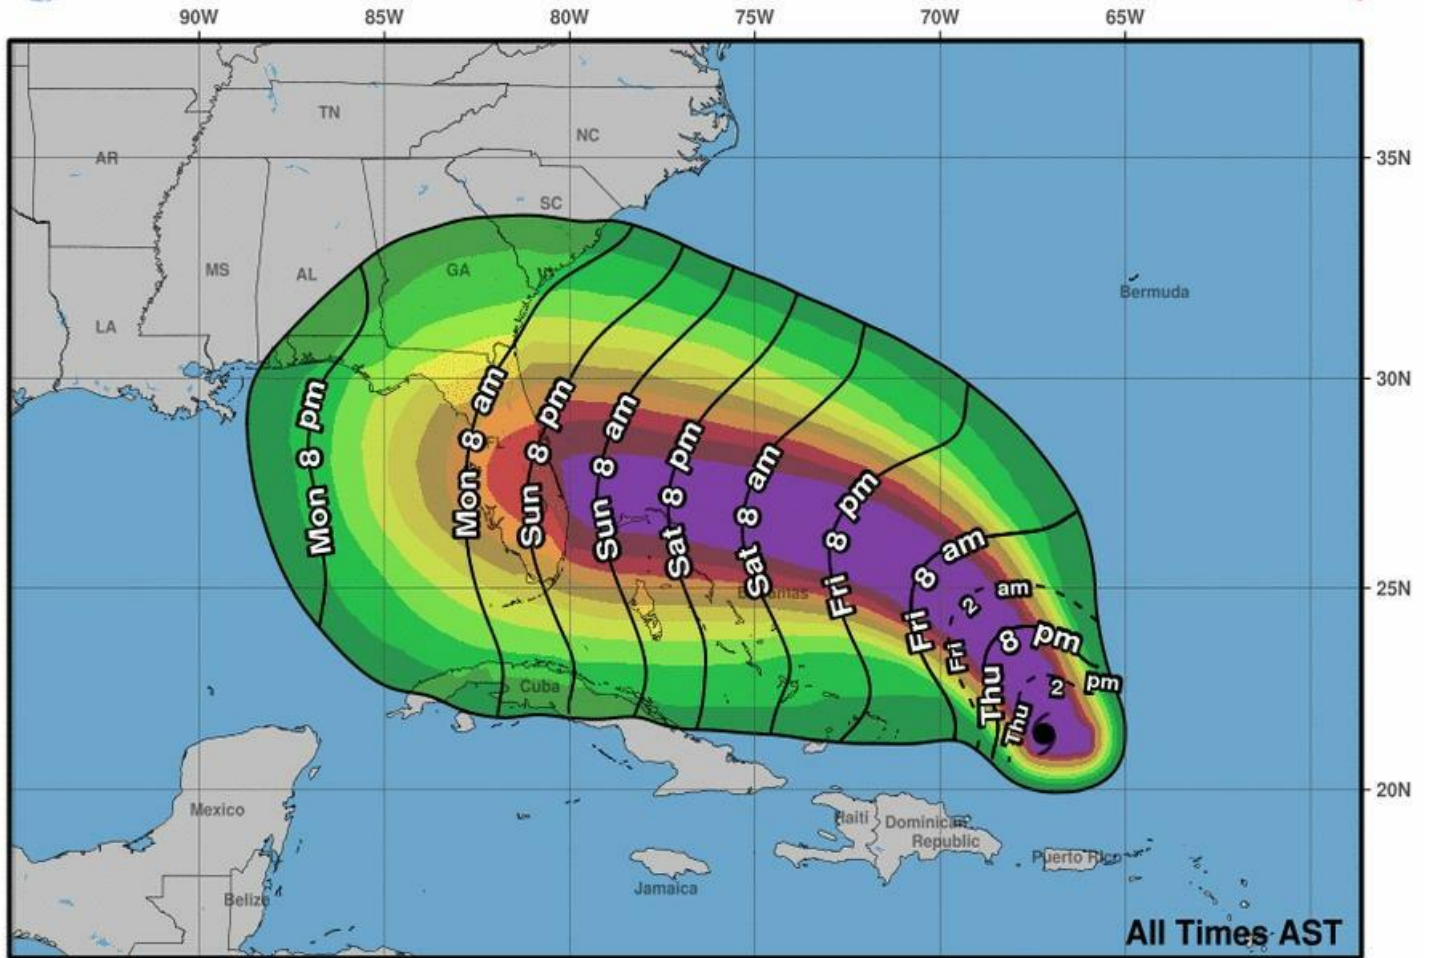 90W 85W 80W 75W 70W 65W
TN
NC
AR
35N
SC
MS AL GA
Bermuda
LA
30N
Mon 8 pm
Mon 8 am
Sun 8 pm
Sun 8 am
Sat 8 pm
Sat 8 am
Fri 8 pm
Fri 8 am
Fri 2 am
Thu 8 pm
Thu 2 pm
FL
25N
Bahamas
Cuba
20N
Mexico
Haiti
Dominican
Republic
Puerto Rico
Jamaica
Belize
All Times AST